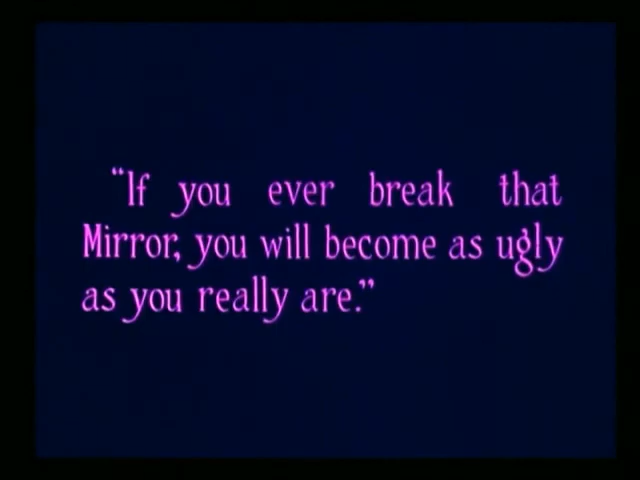 “If you ever break that
Mirror, you will become as ugly
as you really are.”